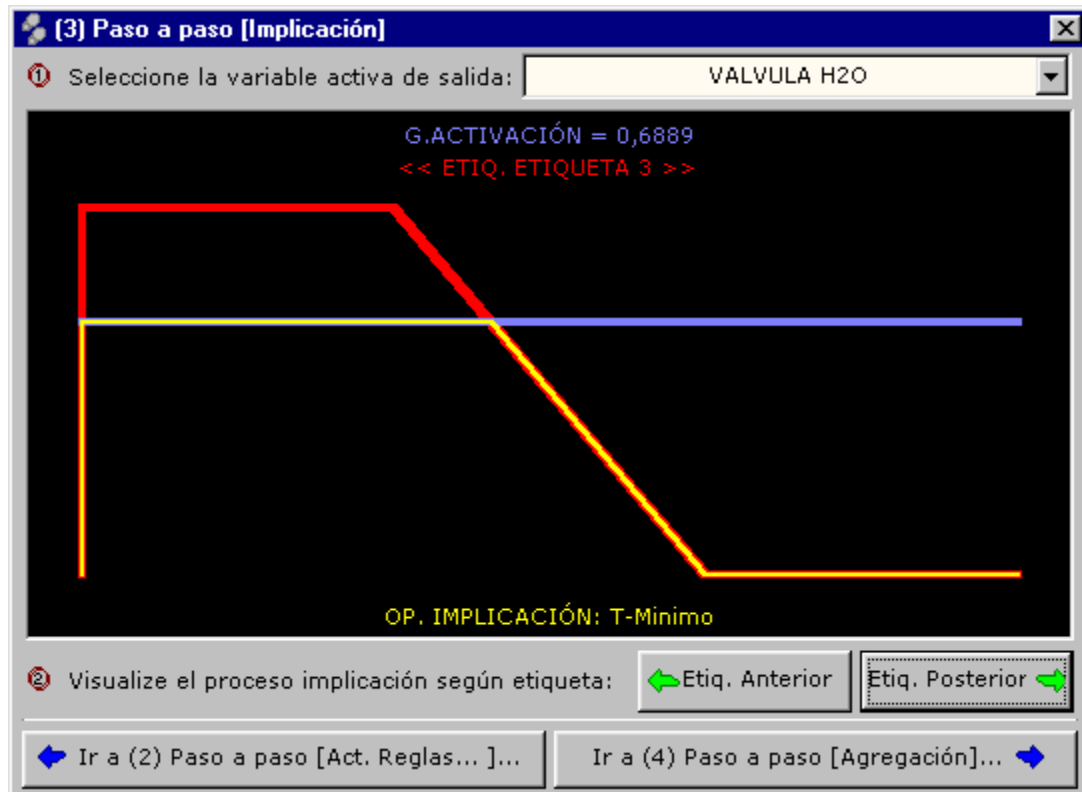 (3) Paso a paso [Implicación]
1 Seleccione la variable activa de salida: VALVULA H2O
G.ACTIVACIÓN = 0,6889
<< ETIQ. ETIQUETA 3 >>
OP. IMPLICACIÓN: T-Minimo
2 Visualize el proceso implicación según etiqueta: Etiq. Anterior Etiq. Posterior
Ir a (2) Paso a paso [Act. Reglas... ]... Ir a (4) Paso a paso [Agregación]...